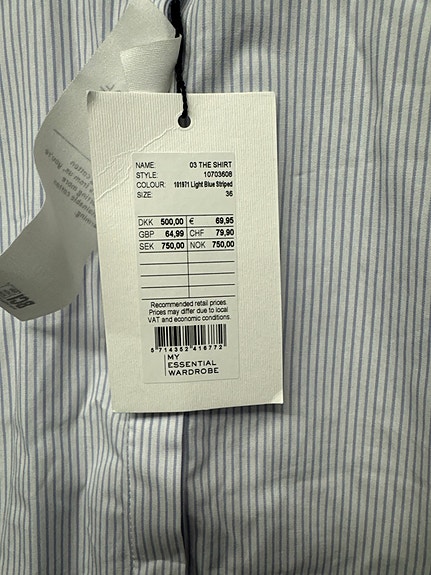 NAME: 03 THE SHIRT
STYLE: 10703608
COLOUR: 101971 Light Blue Striped
SIZE: 36
DKK 500,00 € 69,95
GBP 64,99 CHF 79,90
SEK 750,00 NOK 750,00
Recommended retail prices.
Prices may differ due to local
VAT and economic conditions.
5 714352 416772
MY
ESSENTIAL
WARDROBE